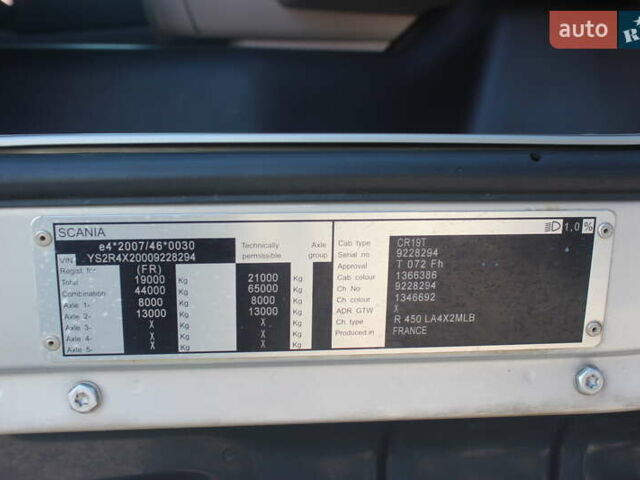 auto
SCANIA
1,0 %
e4*2007/46*0030
VIN YS2R4X20009228294
Technically permissible
Axle group
Regist. for (FR)
Total 19000 Kg 21000 Kg
44000 Kg 65000 Kg
Axle 1- 8000 Kg 8000 Kg
Axle 2- 13000 Kg 13000 Kg
Axle 3- X Kg X Kg
Axle 4- X Kg X Kg
Axle 5- X Kg X Kg
Cab type CR19T
Serial no 9228294
Approval T 072 Fh
Cab colour 1366386
Ch No 9228294
Ch colour 1346692
ADR GTW X
Ch. type R 450 LA4X2MLB
Produced in FRANCE